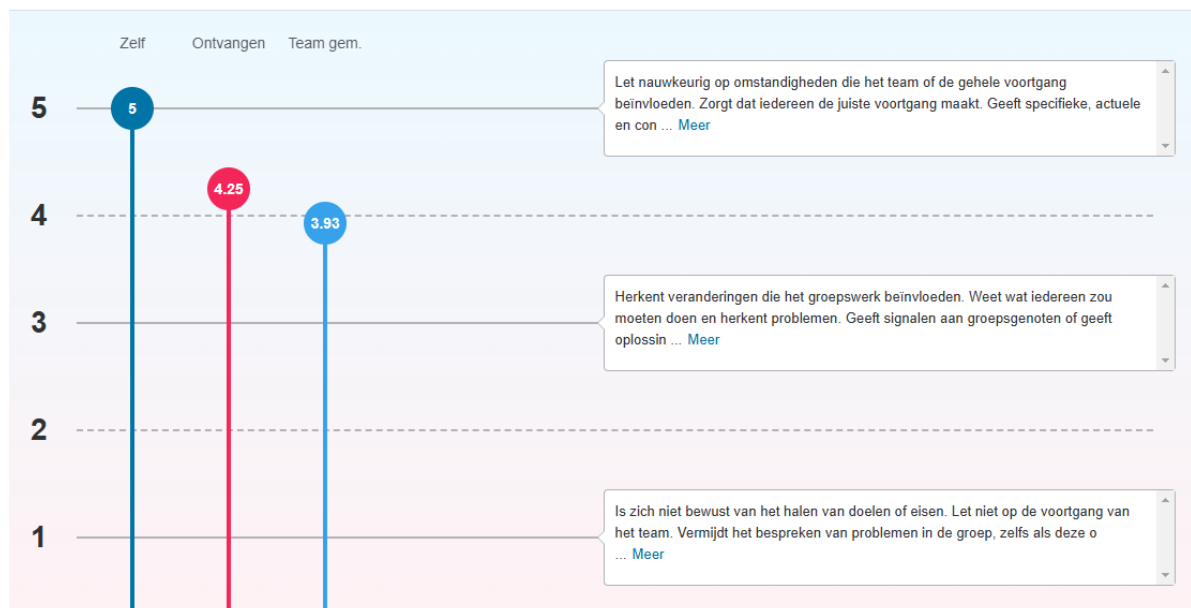 Zelf Ontvangen Team gem.
5
5
Let nauwkeurig op omstandigheden die het team of de gehele voortgang
beïnvloeden. Zorgt dat iedereen de juiste voortgang maakt. Geeft specifieke, actuele
en con ... Meer
4.25
4
3.93
3
Herkent veranderingen die het groepswerk beïnvloeden. Weet wat iedereen zou
moeten doen en herkent problemen. Geeft signalen aan groepsgenoten of geeft
oplossin ... Meer
2
1
Is zich niet bewust van het halen van doelen of eisen. Let niet op de voortgang van
het team. Vermijdt het bespreken van problemen in de groep, zelfs als deze o
... Meer